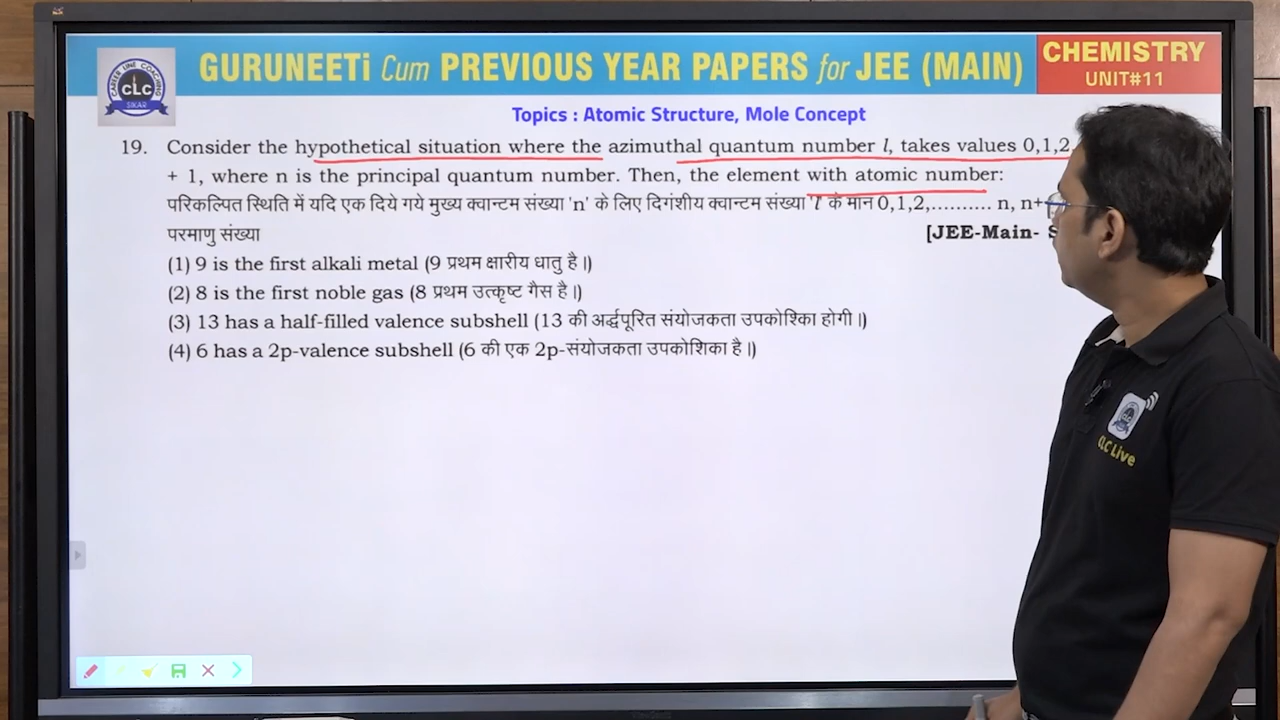 GURUNEETi Cum PREVIOUS YEAR PAPERS for JEE (MAIN)
CHEMISTRY
UNIT#11
CAREER LINE COACHING
CLC
SIKAR
Topics : Atomic Structure, Mole Concept
19. Consider the hypothetical situation where the azimuthal quantum number l, takes values 0,1,2,
+ 1, where n is the principal quantum number. Then, the element with atomic number:
परिकल्पित स्थिति में यदि एक दिये गये मुख्य क्वान्टम संख्या 'n' के लिए दिगंशीय क्वान्टम संख्या 'l' के मान 0,1,2,.......... n, n+
परमाणु संख्या
[JEE-Main- S
(1) 9 is the first alkali metal (9 प्रथम क्षारीय धातु है।)
(2) 8 is the first noble gas (8 प्रथम उत्कृष्ट गैस है।)
(3) 13 has a half-filled valence subshell (13 की अर्द्धपूरित संयोजकता उपकोश्किा होगी।)
(4) 6 has a 2p-valence subshell (6 की एक 2p-संयोजकता उपकोशिका है।)
CLC Live